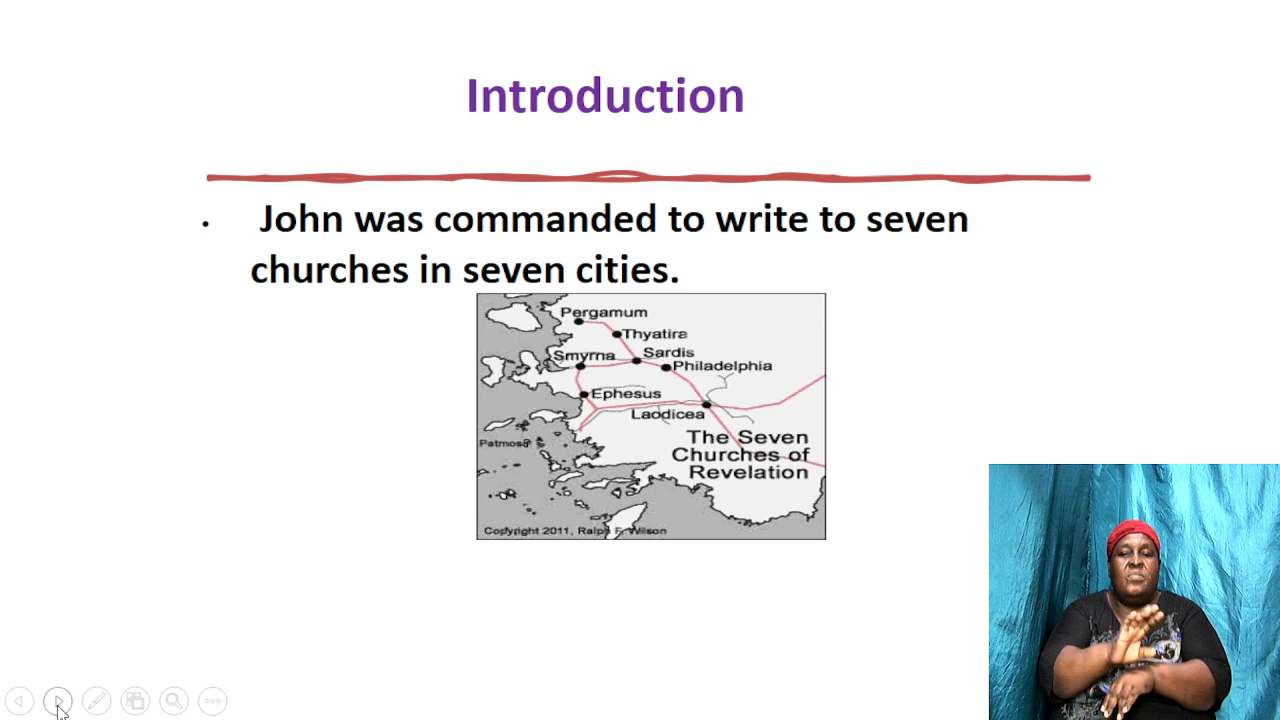 Introduction
· John was commanded to write to seven
churches in seven cities.
Pergamum
Thyatira
Smyrna
Sardis
Philadelphia
Ephesus
Laodicea
Patmos
The Seven
Churches of
Revelation
Copyright 2011, Ralph F. Wilson